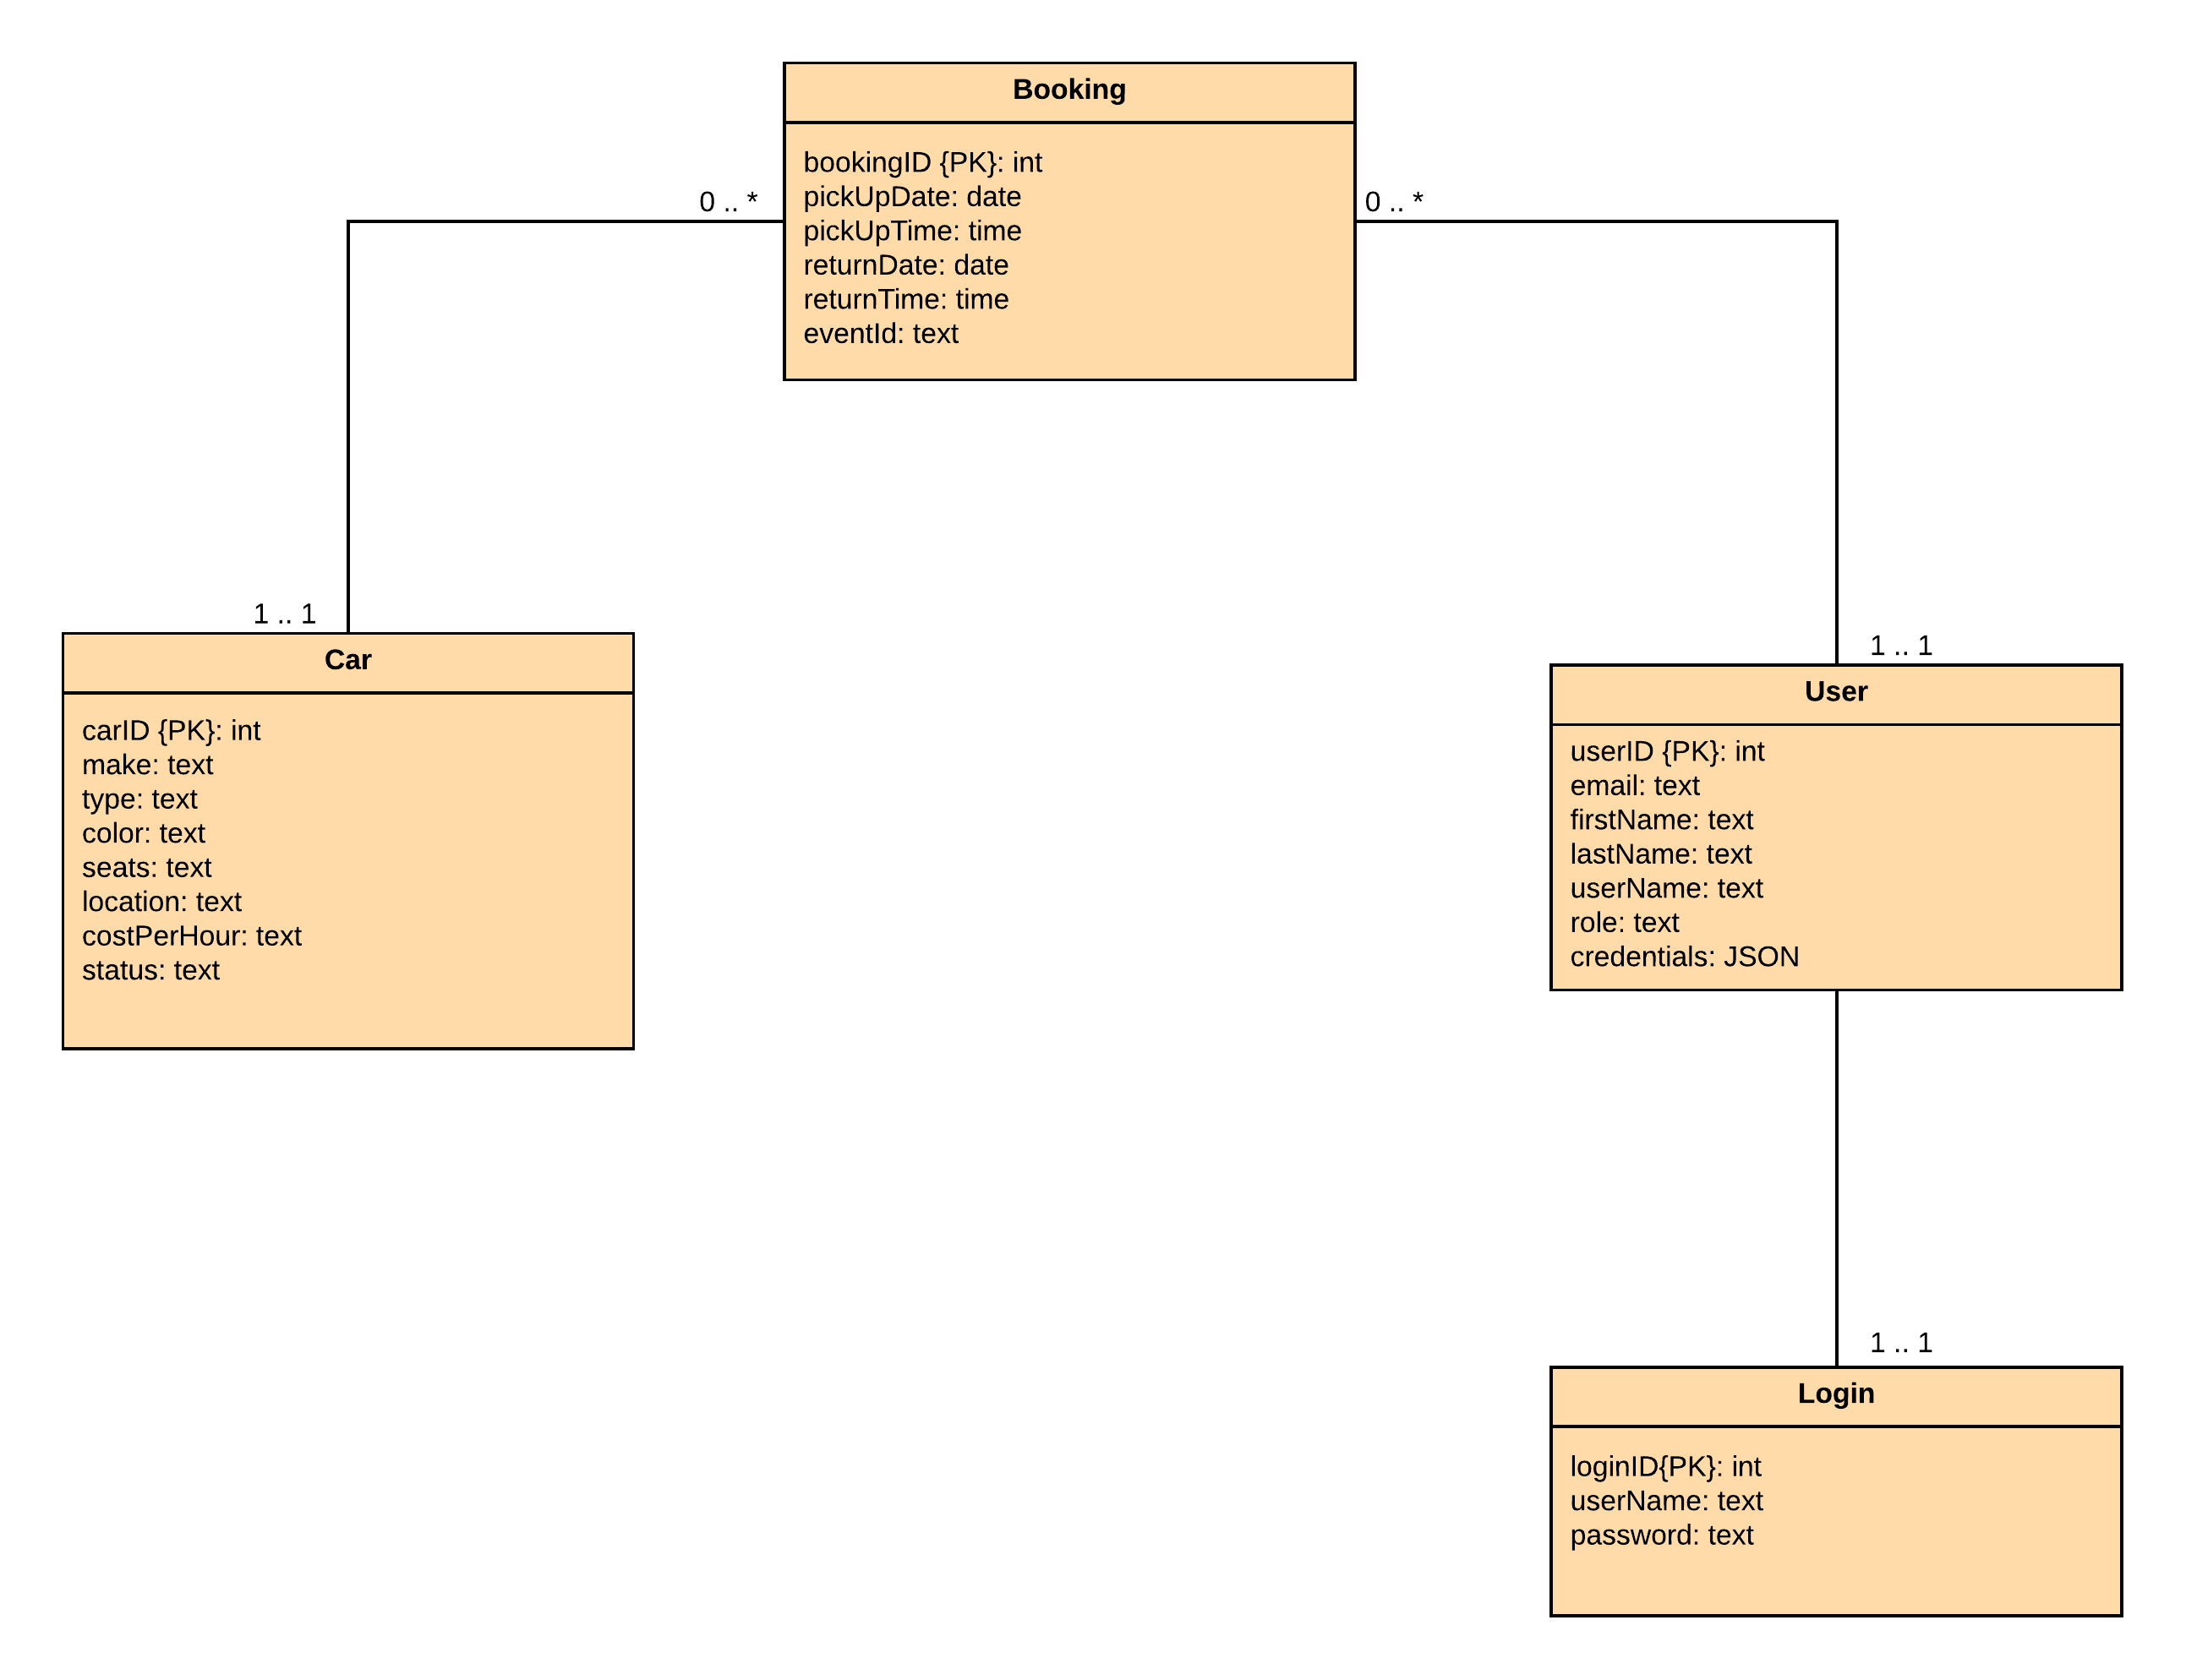 Booking
bookingID {PK}: int
pickUpDate: date
pickUpTime: time
returnDate: date
returnTime: time
eventId: text
0 .. *
0 .. *
1 .. 1
Car
carID {PK}: int
make: text
type: text
color: text
seats: text
location: text
costPerHour: text
status: text
1 .. 1
User
userID {PK}: int
email: text
firstName: text
lastName: text
userName: text
role: text
credentials: JSON
1 .. 1
Login
loginID{PK}: int
userName: text
password: text